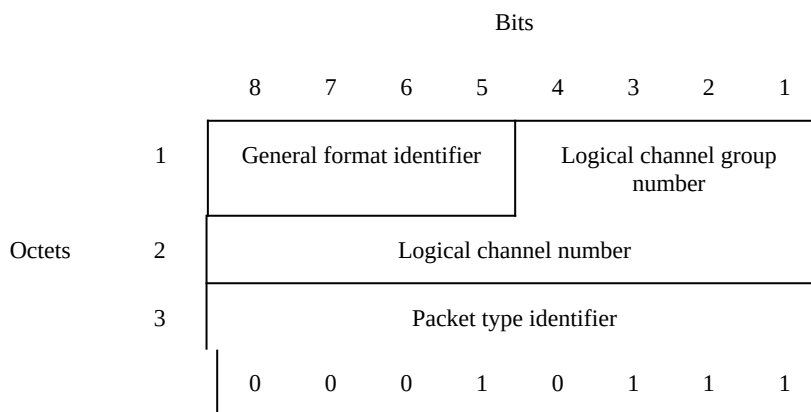 Bits
8 7 6 5 4 3 2 1
1 General format identifier Logical channel group
number
Octets 2 Logical channel number
3 Packet type identifier
0 0 0 1 0 1 1 1